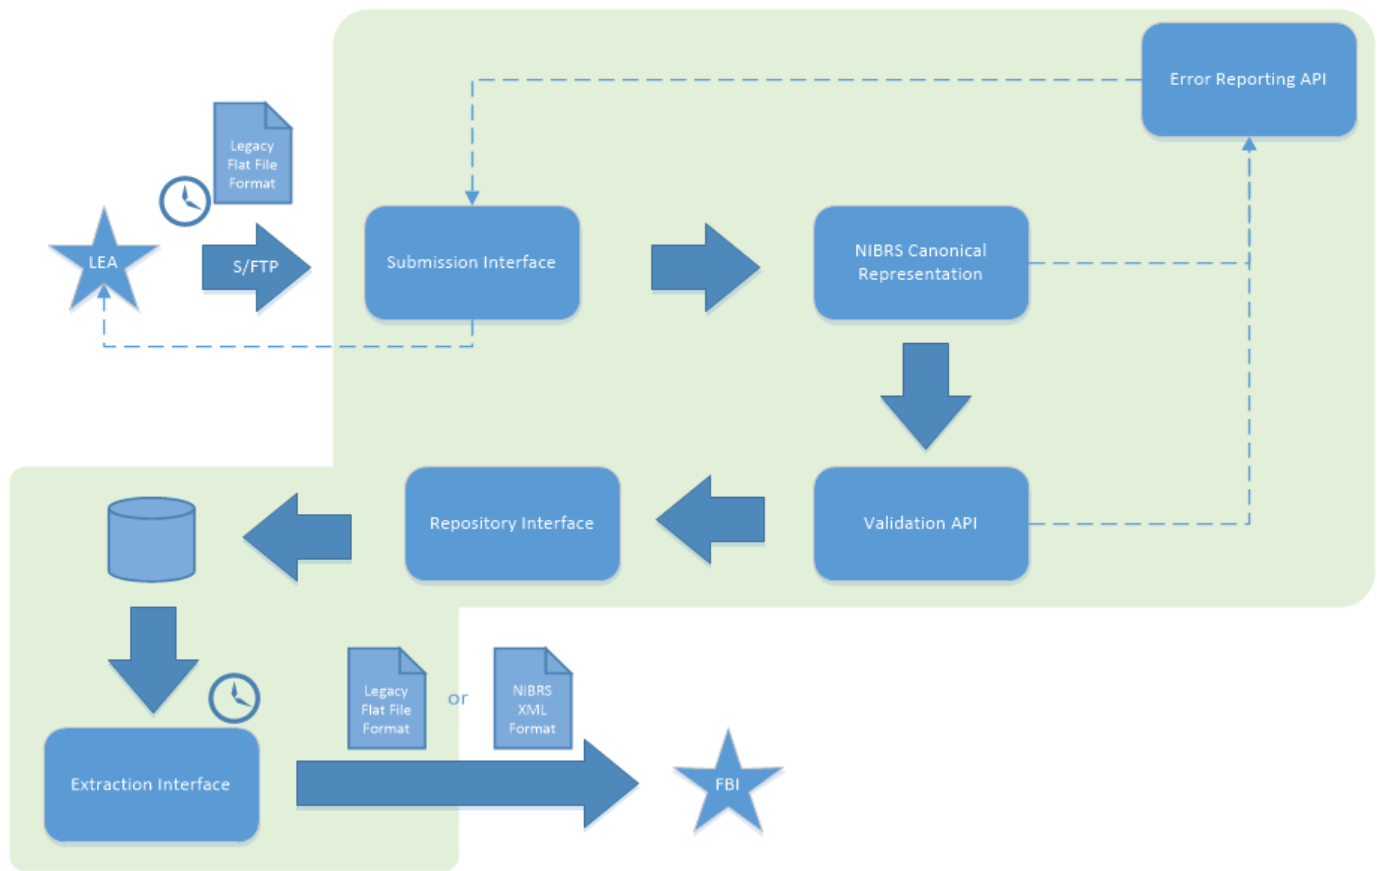 Error Reporting API
Legacy
Flat File
Format
LEA
S/FTP
Submission Interface
NIBRS Canonical
Representation
Repository Interface
Validation API
Legacy
Flat File
Format
or
NIBRS
XML
Format
Extraction Interface
FBI